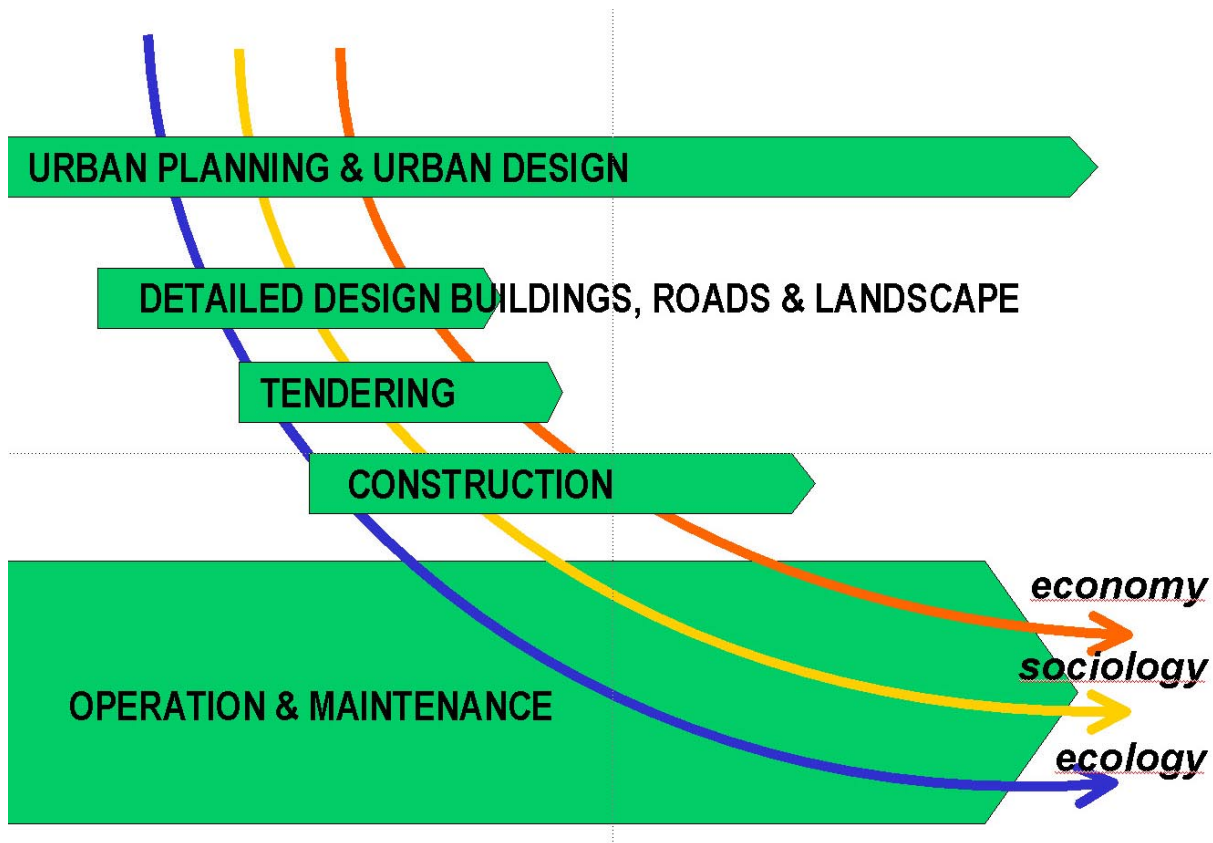 URBAN PLANNING & URBAN DESIGN
DETAILED DESIGN BUILDINGS, ROADS & LANDSCAPE
TENDERING
CONSTRUCTION
economy
sociology
OPERATION & MAINTENANCE
ecology